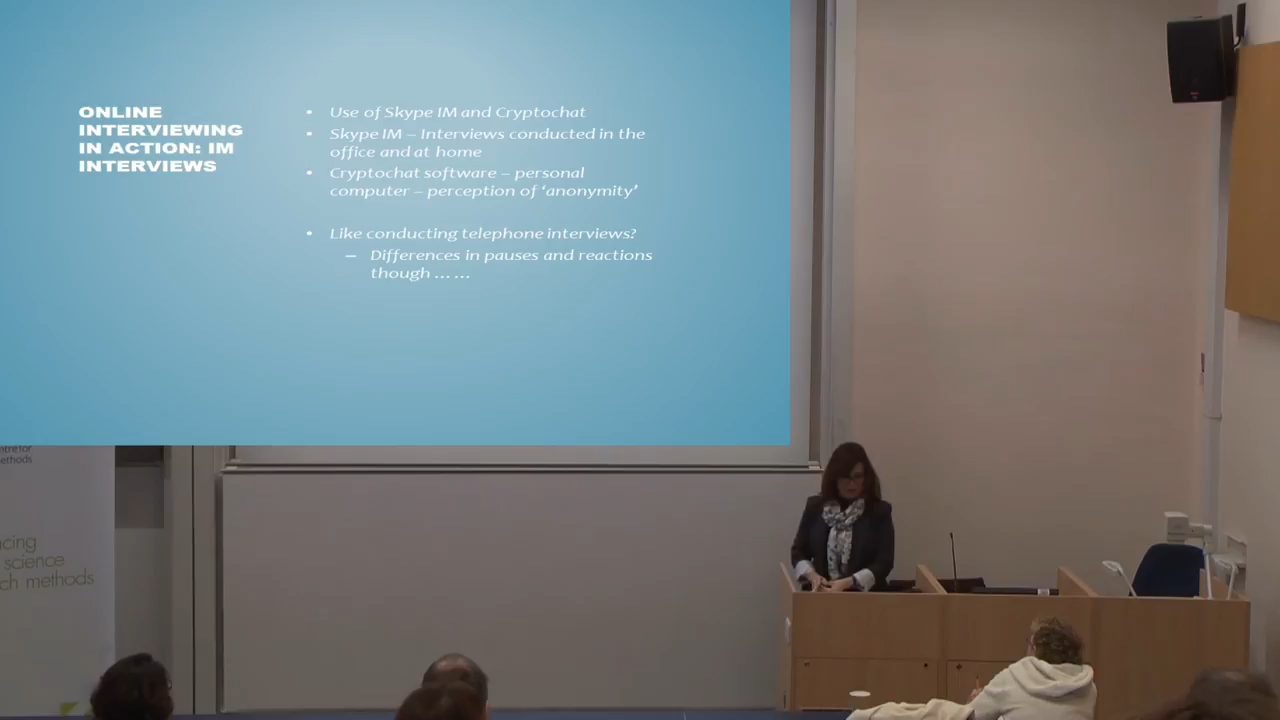 ONLINE
INTERVIEWING
IN ACTION: IM
INTERVIEWS
• Use of Skype IM and Cryptochat
• Skype IM – Interviews conducted in the
office and at home
• Cryptochat software – personal
computer – perception of ‘anonymity’
• Like conducting telephone interviews?
– Differences in pauses and reactions
though … …
ntre for
ethods
ncing
science
ch methods